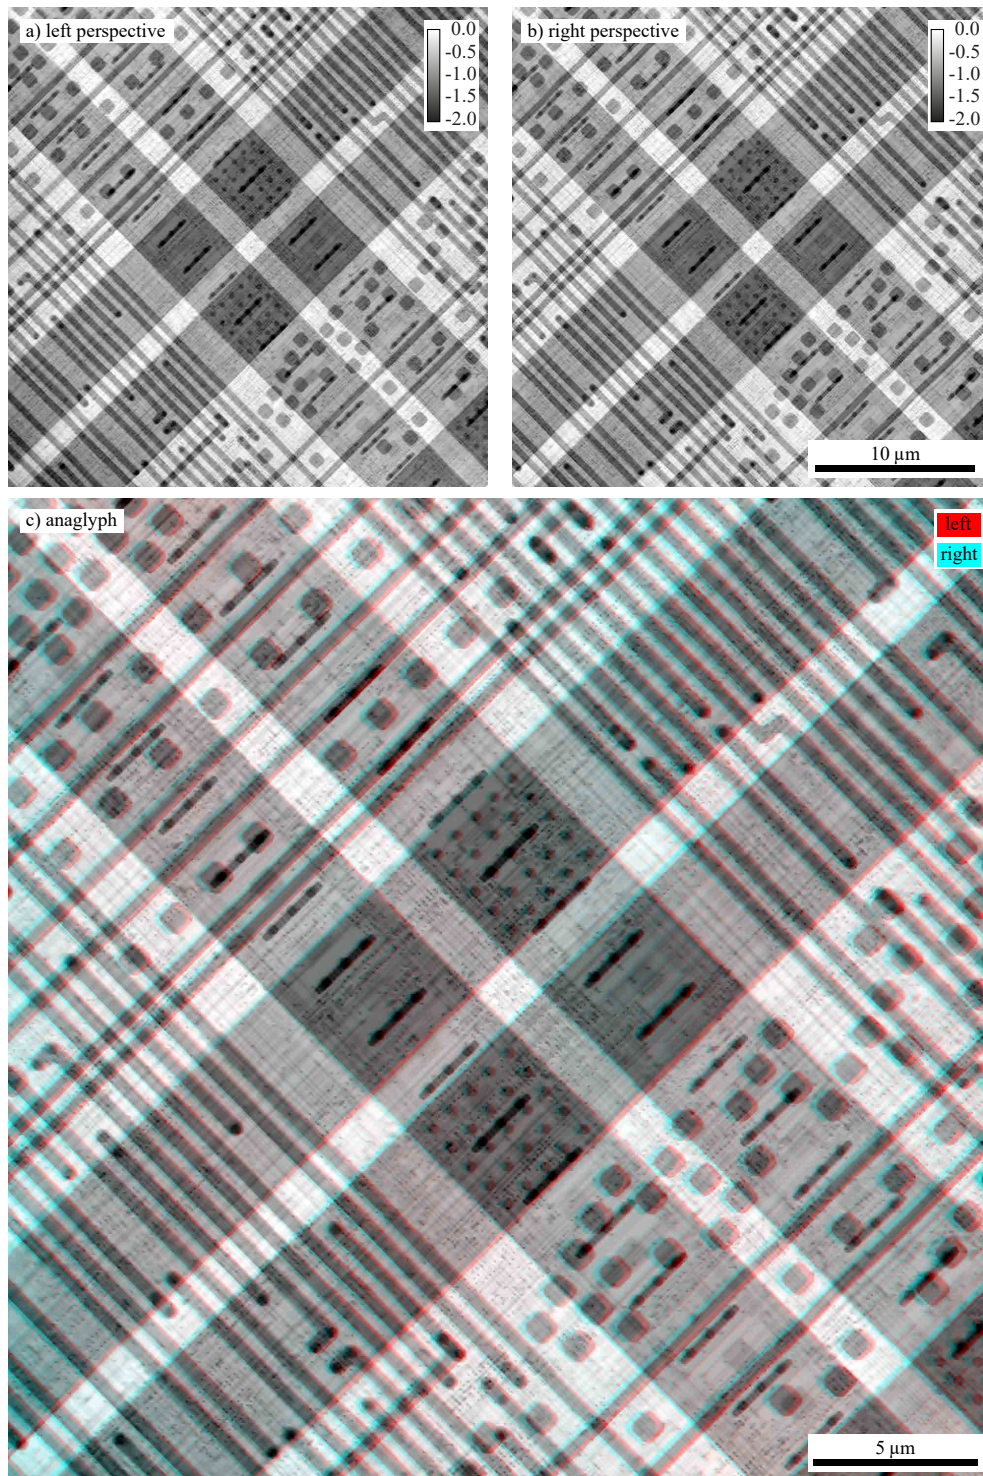 a) left perspective
0.0
-0.5
-1.0
-1.5
-2.0
b) right perspective
0.0
-0.5
-1.0
-1.5
-2.0
10 µm
c) anaglyph
left
right
5 µm